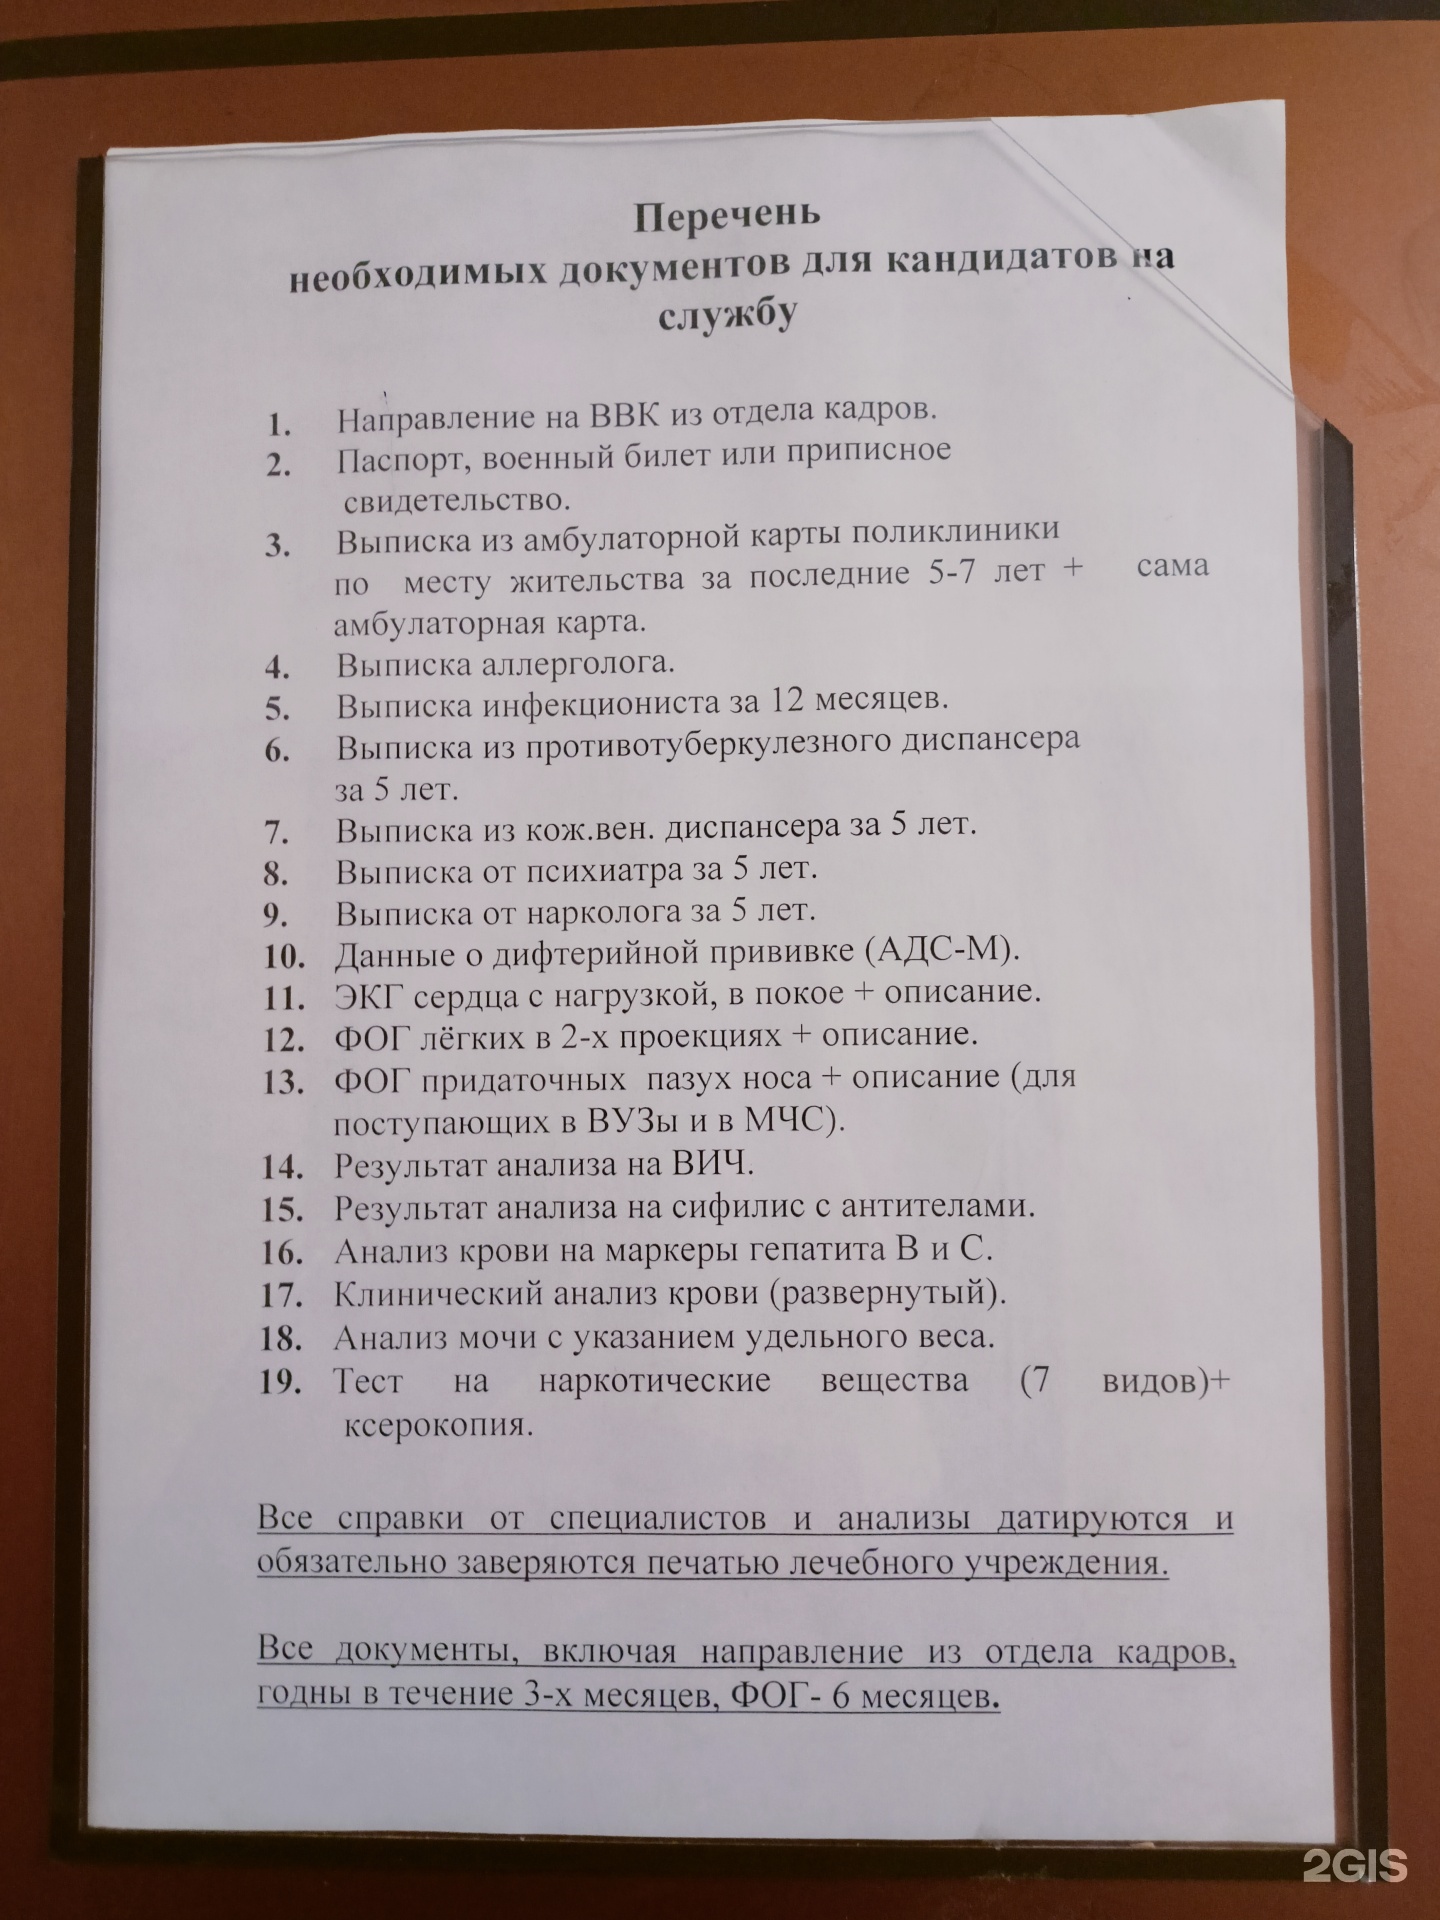 Перечень
необходимых документов для кандидатов на
службу
1. Направление на ВВК из отдела кадров.
2. Паспорт, военный билет или приписное
свидетельство.
3. Выписка из амбулаторной карты поликлиники
по месту жительства за последние 5-7 лет + сама
амбулаторная карта.
4. Выписка аллерголога.
5. Выписка инфекциониста за 12 месяцев.
6. Выписка из противотуберкулезного диспансера
за 5 лет.
7. Выписка из кож.вен. диспансера за 5 лет.
8. Выписка от психиатра за 5 лет.
9. Выписка от нарколога за 5 лет.
10. Данные о дифтерийной прививке (АДС-М).
11. ЭКГ сердца с нагрузкой, в покое + описание.
12. ФОГ лёгких в 2-х проекциях + описание.
13. ФОГ придаточных пазух носа + описание (для
поступающих в ВУЗы и в МЧС).
14. Результат анализа на ВИЧ.
15. Результат анализа на сифилис с антителами.
16. Анализ крови на маркеры гепатита В и С.
17. Клинический анализ крови (развернутый).
18. Анализ мочи с указанием удельного веса.
19. Тест на наркотические вещества (7 видов)+
ксерокопия.
Все справки от специалистов и анализы датируются и
обязательно заверяются печатью лечебного учреждения.
Все документы, включая направление из отдела кадров,
годны в течение 3-х месяцев, ФОГ- 6 месяцев.
2GIS